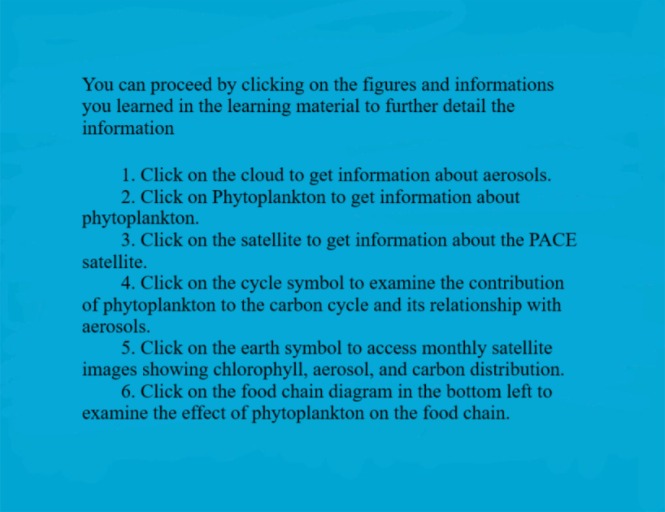 You can proceed by clicking on the figures and informations
you learned in the learning material to further detail the
information
1. Click on the cloud to get information about aerosols.
2. Click on Phytoplankton to get information about
phytoplankton.
3. Click on the satellite to get information about the PACE
satellite.
4. Click on the cycle symbol to examine the contribution
of phytoplankton to the carbon cycle and its relationship with
aerosols.
5. Click on the earth symbol to access monthly satellite
images showing chlorophyll, aerosol, and carbon distribution.
6. Click on the food chain diagram in the bottom left to
examine the effect of phytoplankton on the food chain.